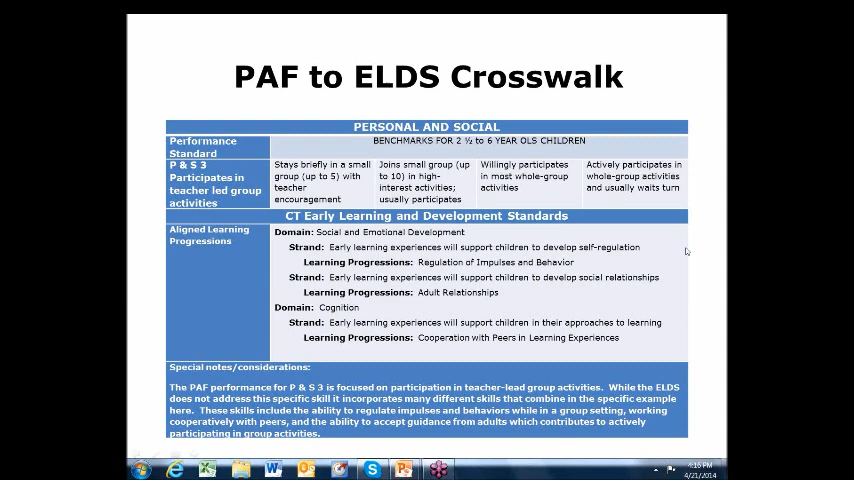 PAF to ELDS Crosswalk
PERSONAL AND SOCIAL
Performance
Standard
BENCHMARKS FOR 2 ½ to 6 YEAR OLS CHILDREN
P & S 3
Participates in
teacher led group
activities
Stays briefly in a small
group (up to 5) with
teacher
encouragement
Joins small group (up
to 10) in high-
interest activities;
usually participates
Willingly participates
in most whole-group
activities
Actively participates in
whole-group activities
and usually waits turn
CT Early Learning and Development Standards
Aligned Learning
Progressions
Domain: Social and Emotional Development
Strand: Early learning experiences will support children to develop self-regulation
Learning Progressions: Regulation of Impulses and Behavior
Strand: Early learning experiences will support children to develop social relationships
Learning Progressions: Adult Relationships
Domain: Cognition
Strand: Early learning experiences will support children in their approaches to learning
Learning Progressions: Cooperation with Peers in Learning Experiences
Special notes/considerations:
The PAF performance for P & S 3 is focused on participation in teacher-lead group activities. While the ELDS
does not address this specific skill it incorporates many different skills that combine in the specific example
here. These skills include the ability to regulate impulses and behaviors while in a group setting, working
cooperatively with peers, and the ability to accept guidance from adults which contributes to actively
participating in group activities.
4:16 PM
4/21/2014